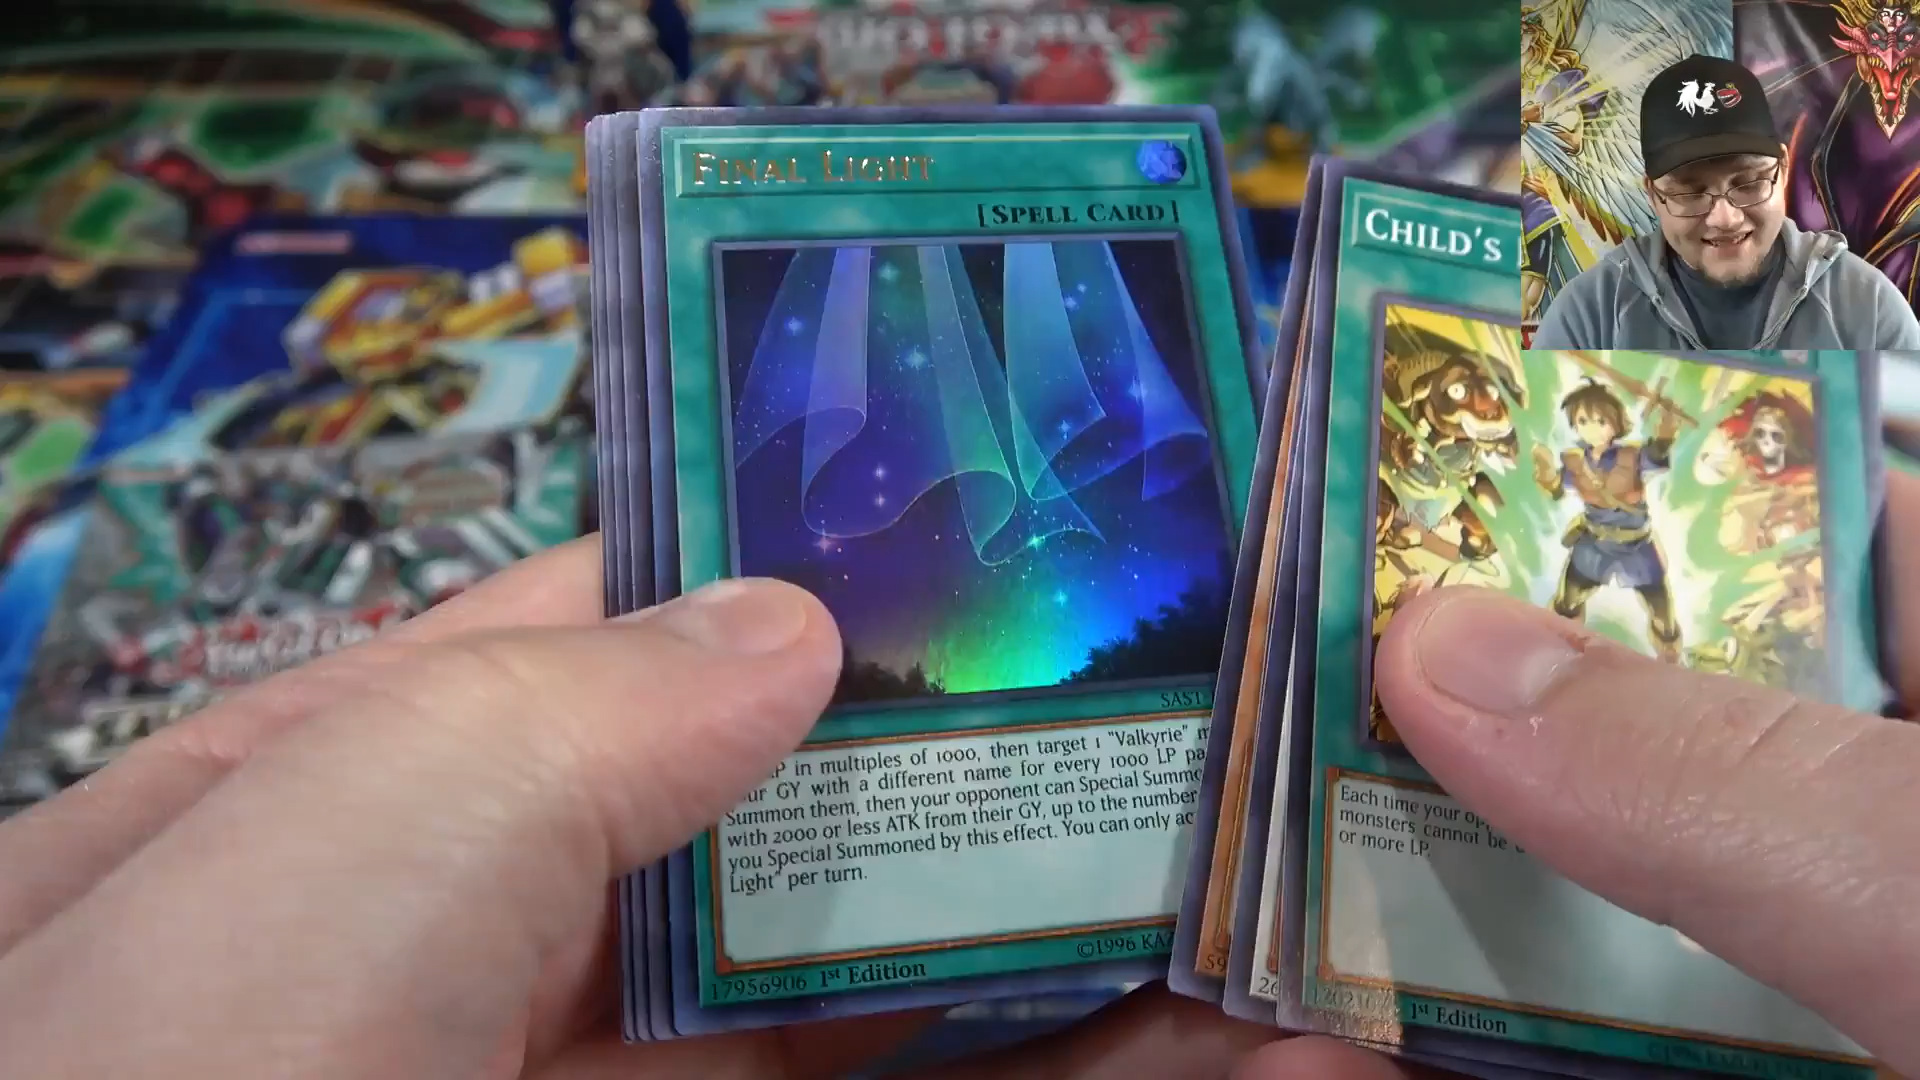 FINAL LIGHT
[SPELL CARD]
SAST
P in multiples of 1000, then target 1 "Valkyrie"
ur GY with a different name for every 1000 LP pa
Summon them, then your opponent can Special Summo
with 2000 or less ATK from their GY, up to the number
you Special Summoned by this effect. You can only ac
Light" per turn.
©1996 KAZ
17956906 1st Edition
CHILD'S
Each time your op
monsters cannot be
or more LP.
59
26
1st Edition